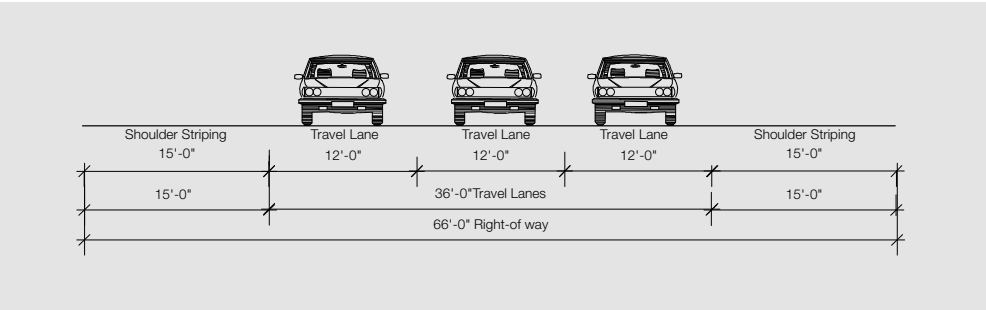 Shoulder Striping Travel Lane Travel Lane Travel Lane Shoulder Striping
15'-0" 12'-0" 12'-0" 12'-0" 15'-0"
15'-0" 36'-0"Travel Lanes 15'-0"
66'-0" Right-of way